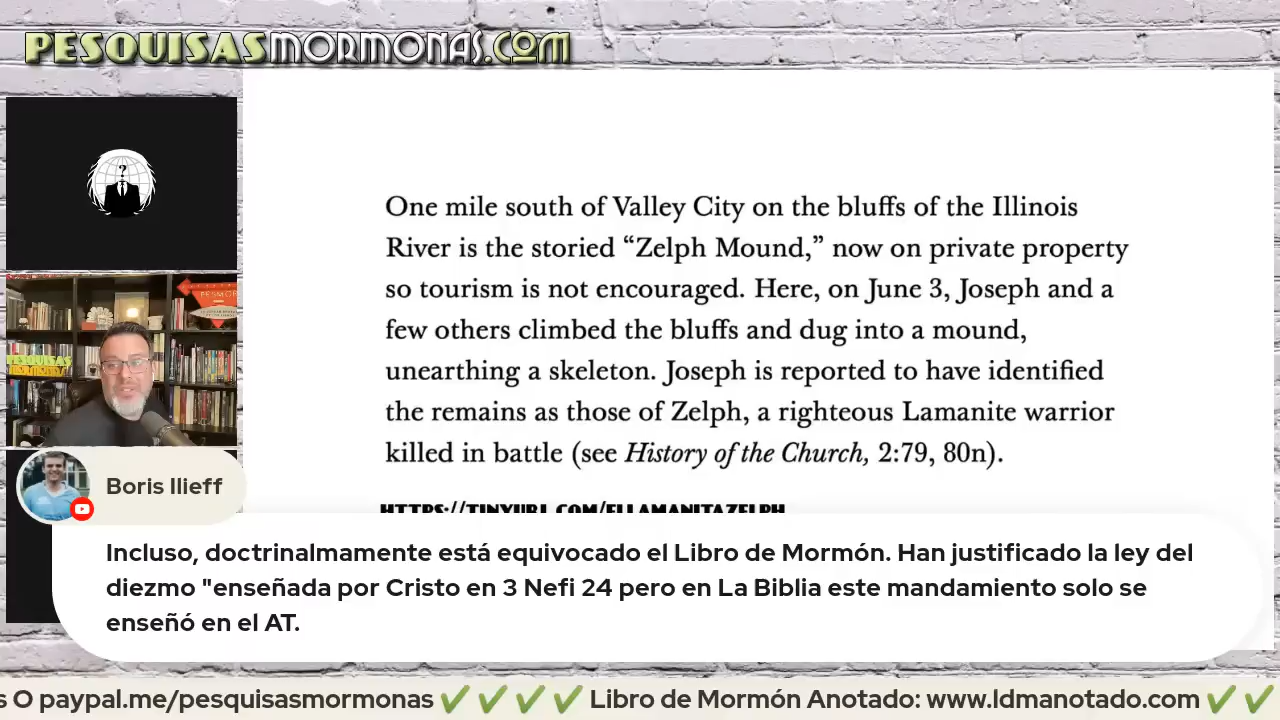 PESQUISASMORMONAS.COM
One mile south of Valley City on the bluffs of the Illinois
River is the storied “Zelph Mound,” now on private property
so tourism is not encouraged. Here, on June 3, Joseph and a
few others climbed the bluffs and dug into a mound,
unearthing a skeleton. Joseph is reported to have identified
the remains as those of Zelph, a righteous Lamanite warrior
killed in battle (see History of the Church, 2:79, 80n).
HTTPS://TINYURL.COM/ELLAMANITAZELPH
?
PESQUISAS
Boris Ilieff
Incluso, doctrinalmamente está equivocado el Libro de Mormón. Han justificado la ley del
diezmo "enseñada por Cristo en 3 Nefi 24 pero en La Biblia este mandamiento solo se
enseñó en el AT.
s O paypal.me/pesquisasmormonas ✔✔✔✔ Libro de Mormón Anotado: www.ldmanotado.com ✔✔